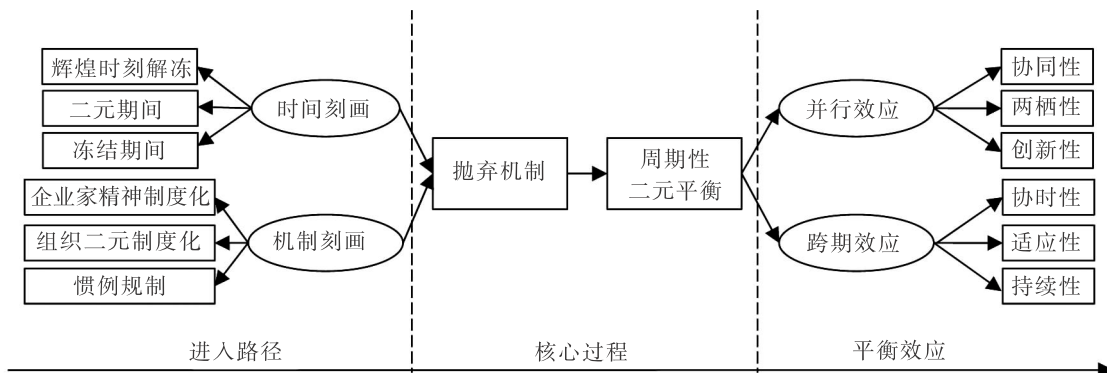 辉煌时刻解冻
二元期间
冻结期间
时间刻画
企业家精神制度化
组织二元制度化
惯例规制
机制刻画
抛弃机制
周期性
二元平衡
并行效应
协同性
两栖性
创新性
跨期效应
协时性
适应性
持续性
进入路径
核心过程
平衡效应